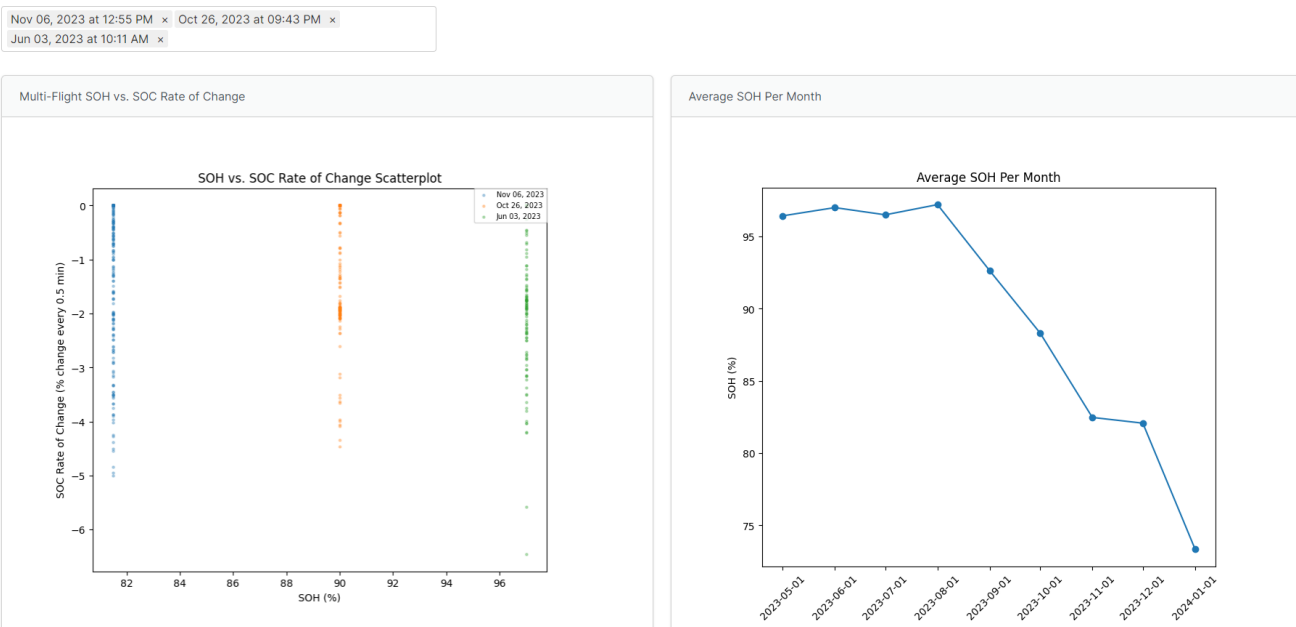 Nov 06, 2023 at 12:55 PM × Oct 26, 2023 at 09:43 PM ×
Jun 03, 2023 at 10:11 AM ×
Multi-Flight SOH vs. SOC Rate of Change
SOH vs. SOC Rate of Change Scatterplot
Nov 06, 2023
Oct 26, 2023
Jun 03, 2023
SOC Rate of Change (% change every 0.5 min)
0
−1
−2
−3
−4
−5
−6
82 84 86 88 90 92 94 96
SOH (%)
Average SOH Per Month
Average SOH Per Month
SOH (%)
95
90
85
80
75
2023-05-01 2023-06-01 2023-07-01 2023-08-01 2023-09-01 2023-10-01 2023-11-01 2023-12-01 2024-01-01